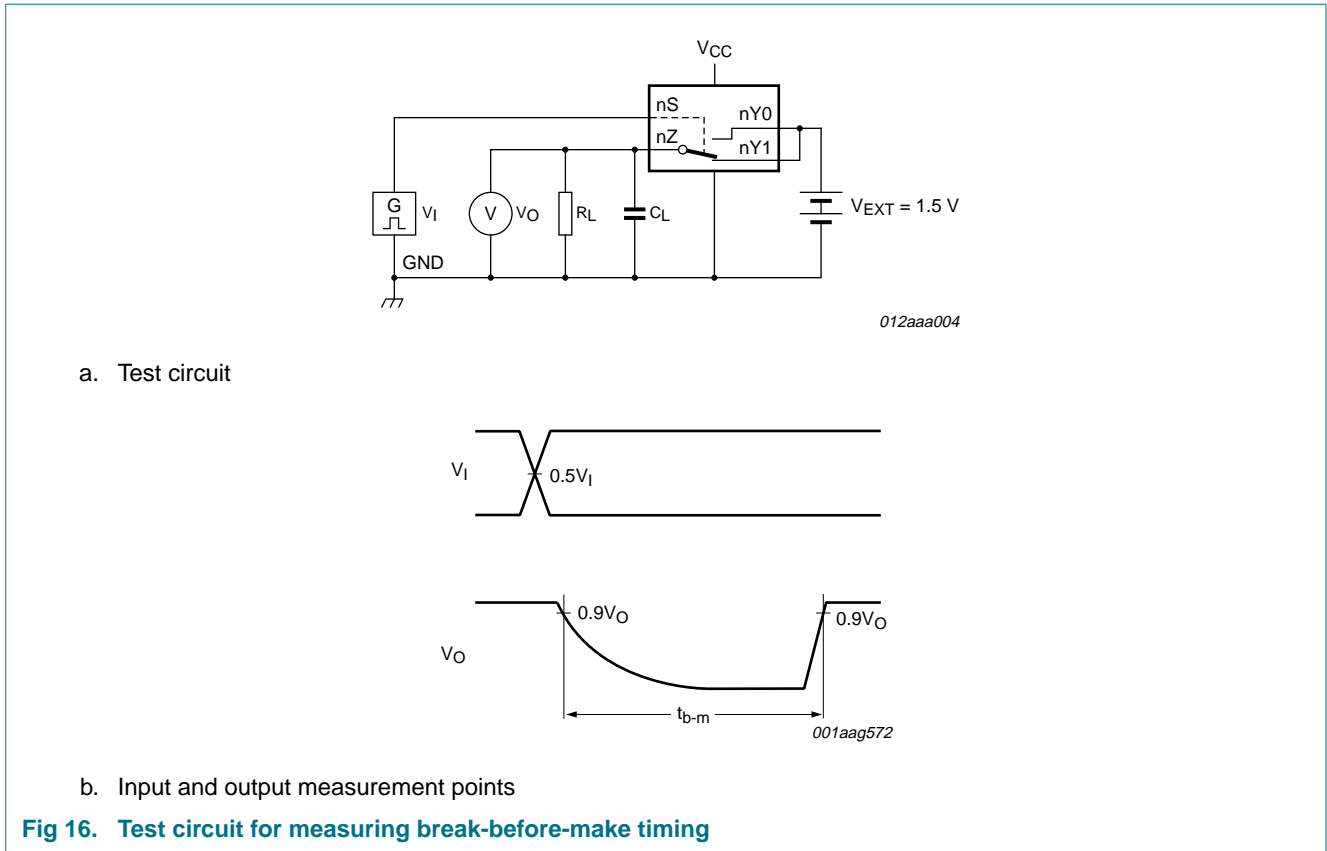 VCC
nS
nY0
nZ
nY1
G
VI
V
VO
RL
CL
VEXT = 1.5 V
GND
012aaa004
a. Test circuit
VI
0.5VI
0.9VO
0.9VO
VO
tb-m
001aag572
b. Input and output measurement points
Fig 16. Test circuit for measuring break-before-make timing